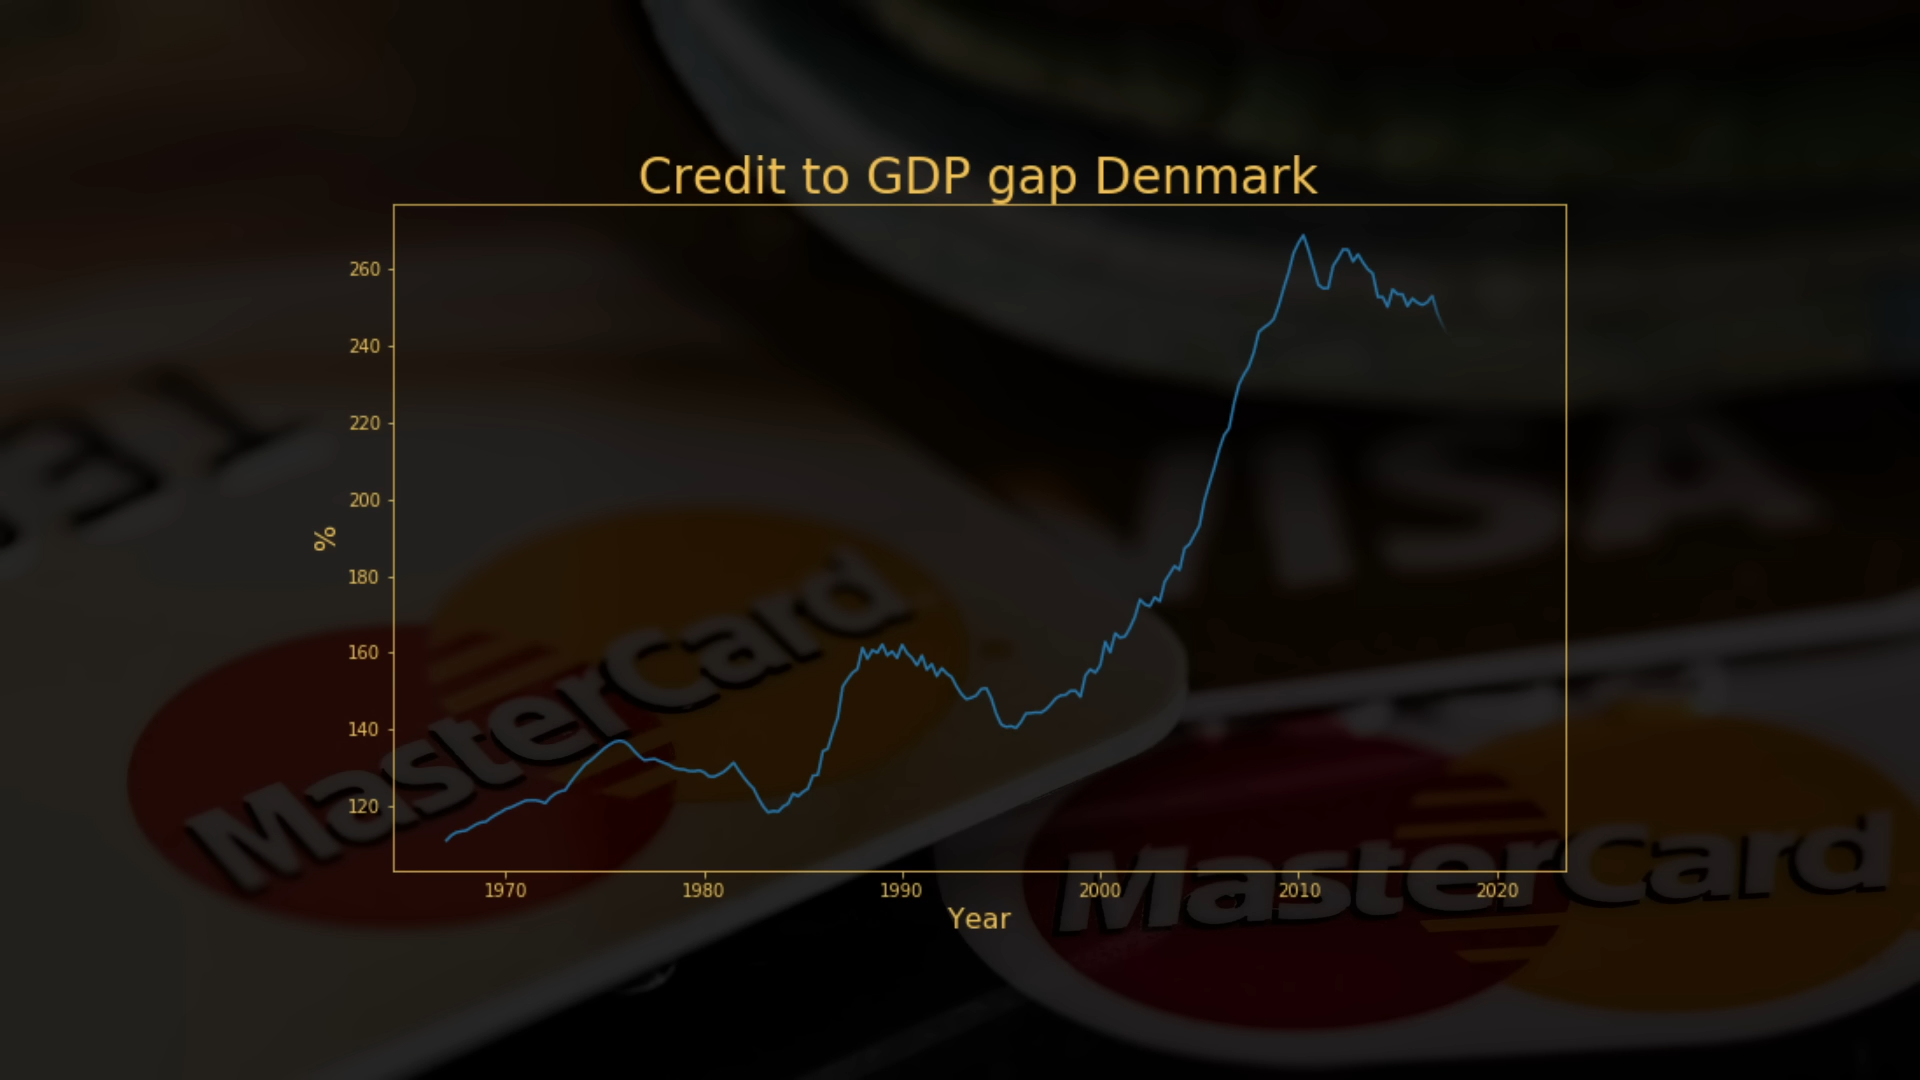 Credit to GDP gap Denmark
260
240
220
200
180
160
140
120
%
1970 1980 1990 2000 2010 2020
Year
VISA
MasterCard
MasterCard